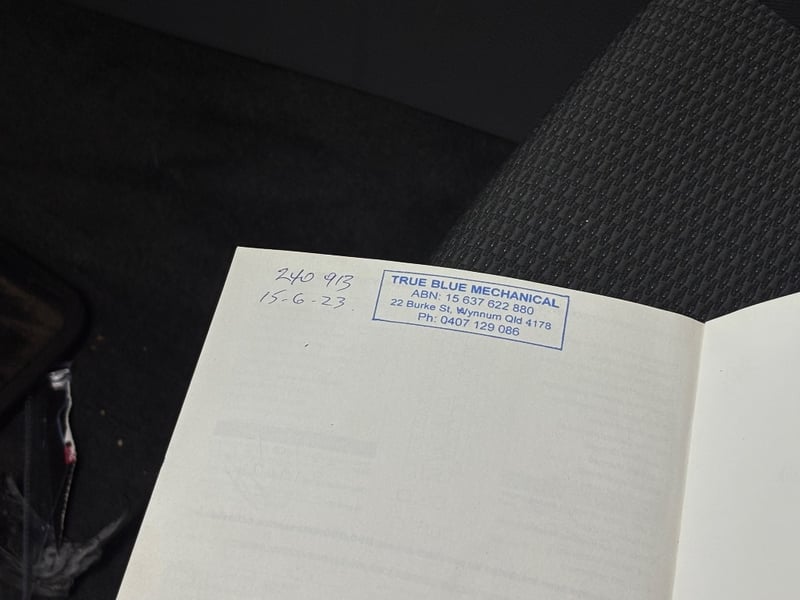 240 913
15-6-23.
TRUE BLUE MECHANICAL
ABN: 15 637 622 880
22 Burke St, Wynnum Qld 4178
Ph: 0407 129 086